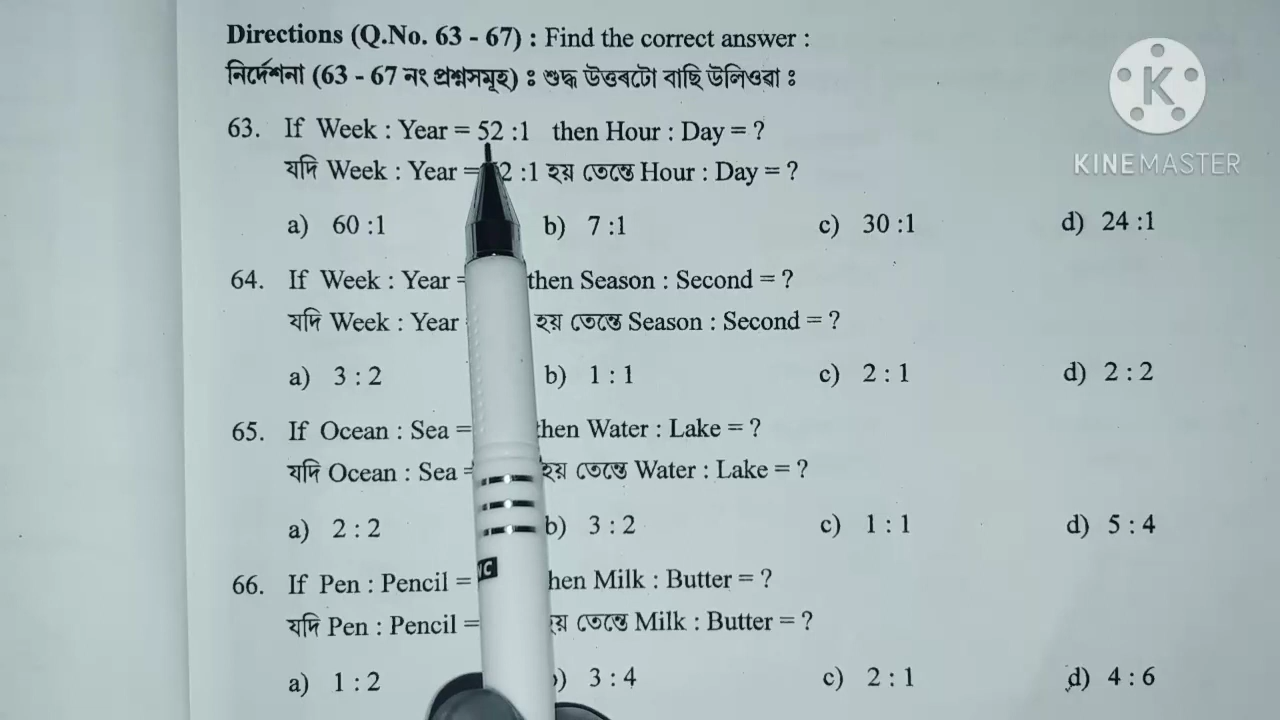 Directions (Q.No. 63 - 67) : Find the correct answer :
নিৰ্দেশনা (63 - 67 নং প্ৰশ্নসমূহ) ঃ শুদ্ধ উত্তৰটো বাছি উলিওৱা ঃ
63. If Week : Year = 52 :1 then Hour : Day = ?
যদি Week : Year = 2 :1 হয় তেন্তে Hour : Day = ?
a) 60 :1 b) 7 :1 c) 30 :1 d) 24 :1
64. If Week : Year = then Season : Second = ?
যদি Week : Year হয় তেন্তে Season : Second = ?
a) 3 : 2 b) 1 : 1 c) 2 : 1 d) 2 : 2
65. If Ocean : Sea = then Water : Lake = ?
যদি Ocean : Sea = হয় তেন্তে Water : Lake = ?
a) 2 : 2 b) 3 : 2 c) 1 : 1 d) 5 : 4
66. If Pen : Pencil = hen Milk : Butter = ?
যদি Pen : Pencil = হয় তেন্তে Milk : Butter = ?
a) 1 : 2 ) 3 : 4 c) 2 : 1 d) 4 : 6
K
KINEMASTER